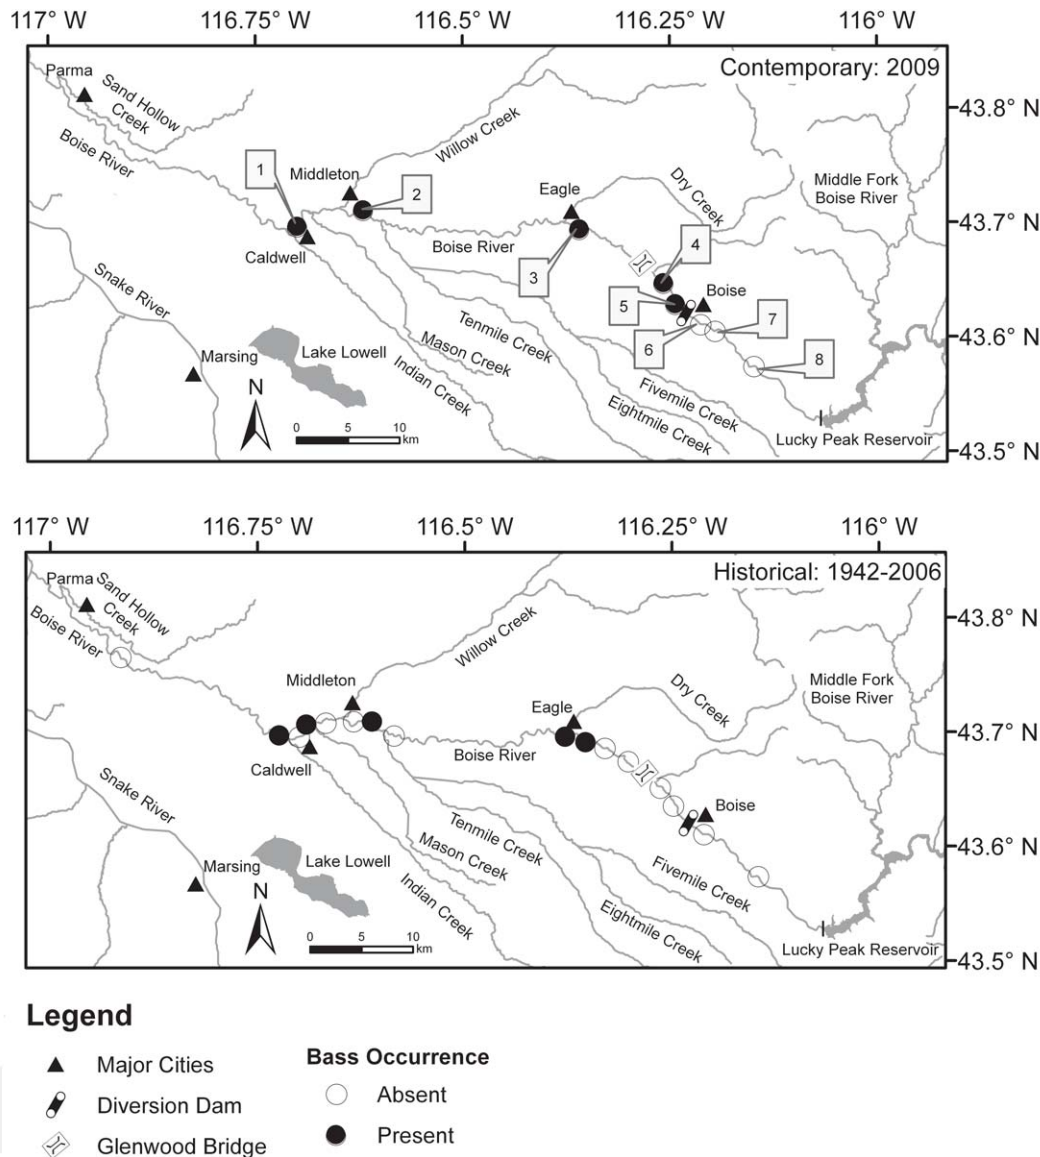 117° W 116.75° W 116.5° W 116.25° W 116° W
Contemporary: 2009
Parma
Sand Hollow
Creek
Boise River
43.8° N
Willow Creek
1
Middleton
2
Eagle
Dry Creek
Middle Fork
Boise River
43.7° N
Caldwell
Boise River
3
4
Snake River
5
Boise
6
7
8
43.6° N
Marsing
Lake Lowell
Tenmile Creek
Mason Creek
Indian Creek
Fivemile Creek
Eightmile Creek
N
0 5 10
km
Lucky Peak Reservoir
43.5° N
117° W 116.75° W 116.5° W 116.25° W 116° W
Historical: 1942-2006
Parma
Sand Hollow
Creek
Boise River
43.8° N
Willow Creek
Middleton
Eagle
Dry Creek
Middle Fork
Boise River
43.7° N
Caldwell
Boise River
Snake River
Boise
43.6° N
Marsing
Lake Lowell
Tenmile Creek
Mason Creek
Indian Creek
Fivemile Creek
Eightmile Creek
N
0 5 10
km
Lucky Peak Reservoir
43.5° N
Legend
Major Cities
Diversion Dam
Glenwood Bridge
Bass Occurrence
Absent
Present